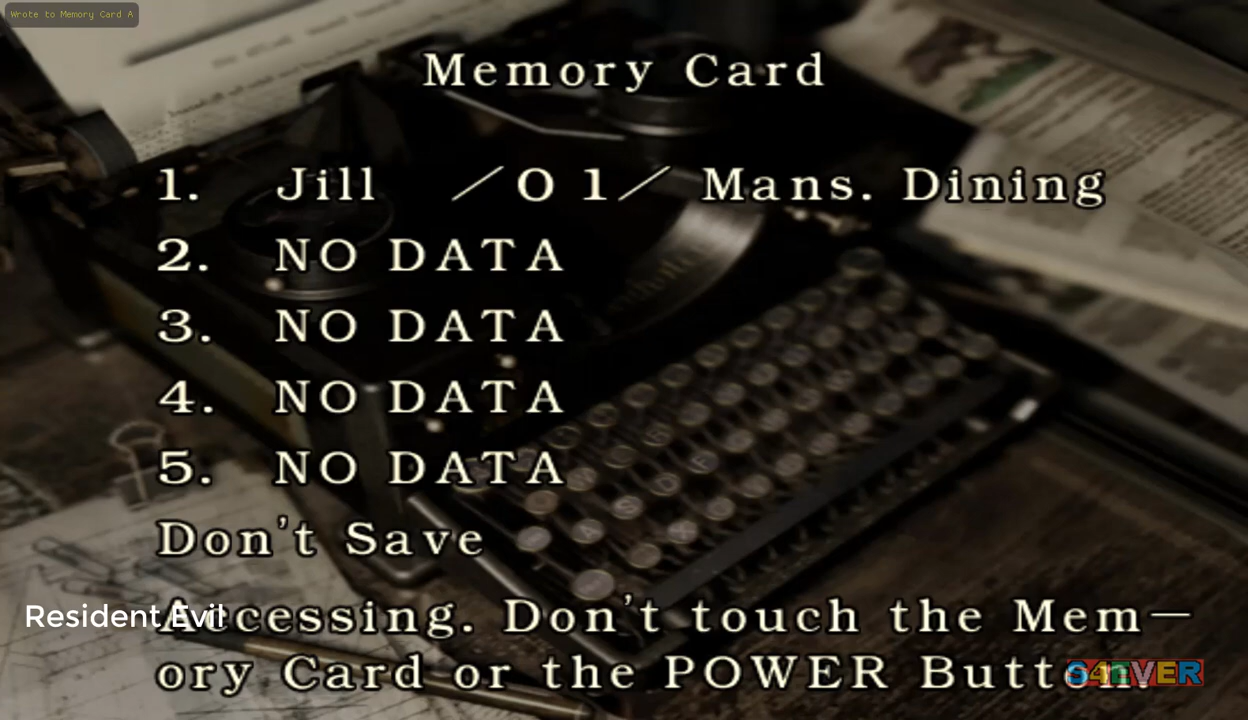 Wrote to Memory Card A
Memory Card
1. Jill /01/ Mans. Dining
2. NO DATA
3. NO DATA
4. NO DATA
5. NO DATA
Don't Save
Resident Evil
Accessing. Don't touch the Mem-
ory Card or the POWER Button.
S4EVER